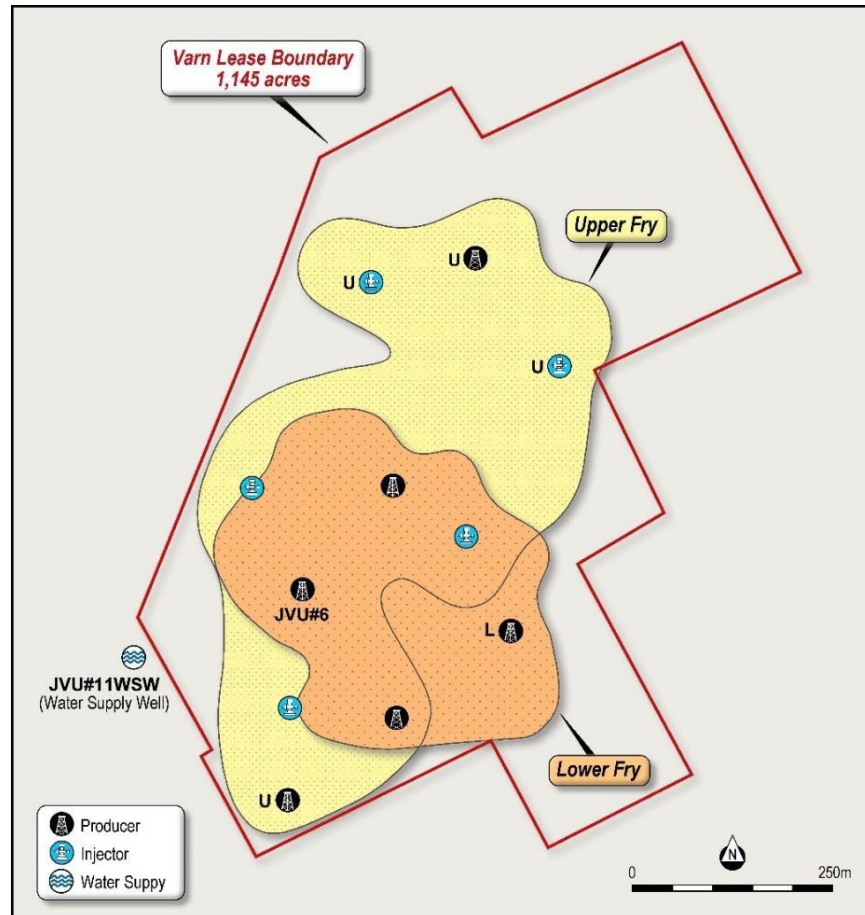 Varn Lease Boundary
1,145 acres
Upper Fry
U
U
U
JVU#6
L
JVU#11WSW
(Water Supply Well)
Lower Fry
U
Producer
Injector
Water Suppy
N
0
250m